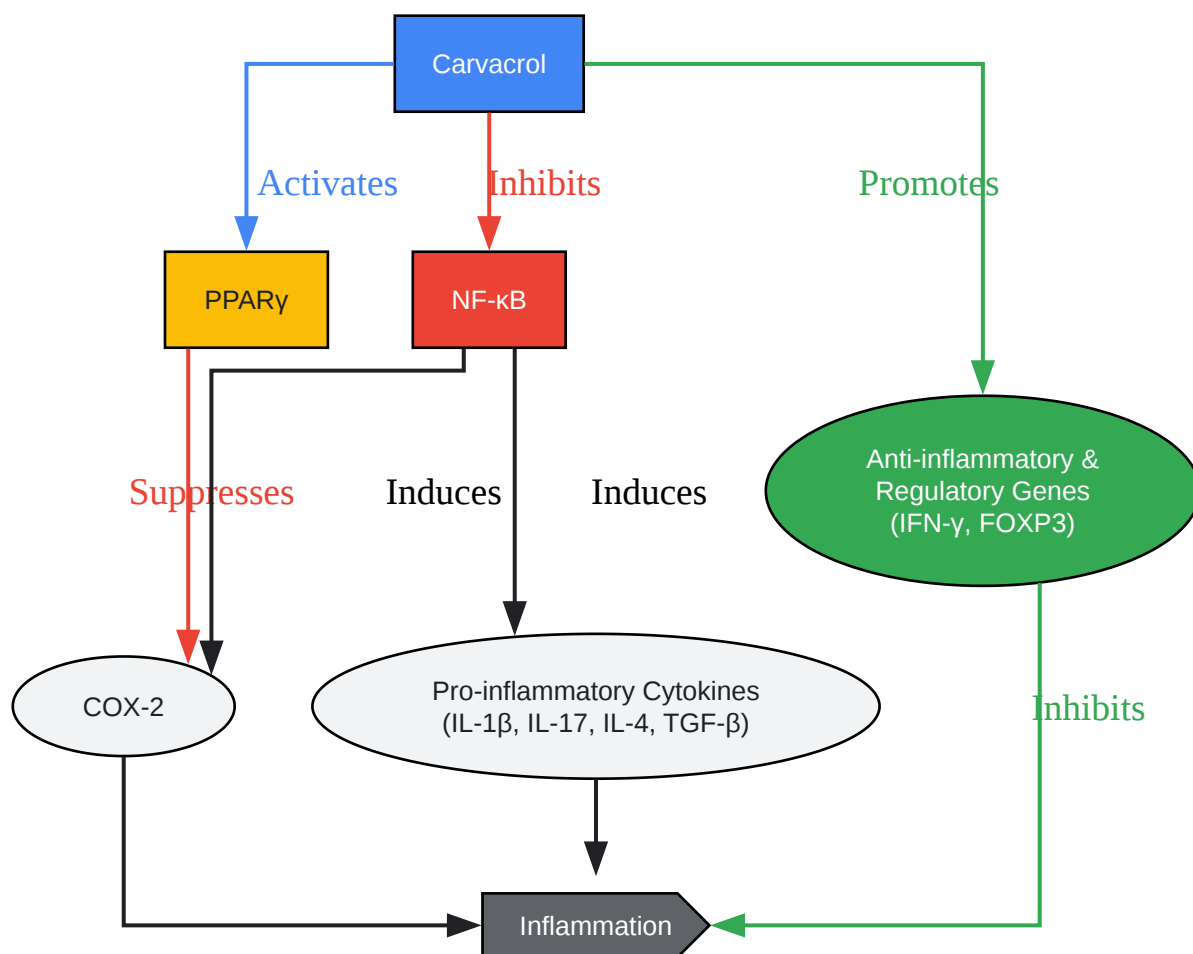 Carvacrol
Activates
Inhibits
Promotes
PPARγ
NF-κB
Anti-inflammatory &
Regulatory Genes
(IFN-γ, FOXP3)
Suppresses
Induces
Induces
COX-2
Pro-inflammatory Cytokines
(IL-1β, IL-17, IL-4, TGF-β)
Inhibits
Inflammation